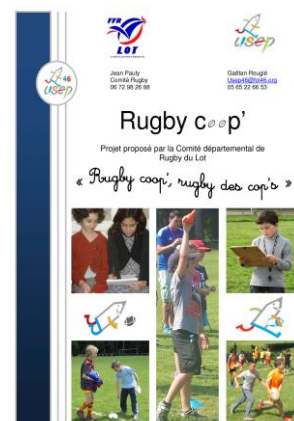 FFR
LOT
USEP
Jean Pauly
Comité Rugby
06 72 98 26 88
Gaëtan Rougié
Usep46@fol46.org
05 65 22 68 53
46
usep
Rugby coop'
Projet proposé par la Comité départemental de
Rugby du Lot
« Rugby coop', rugby des cop's »